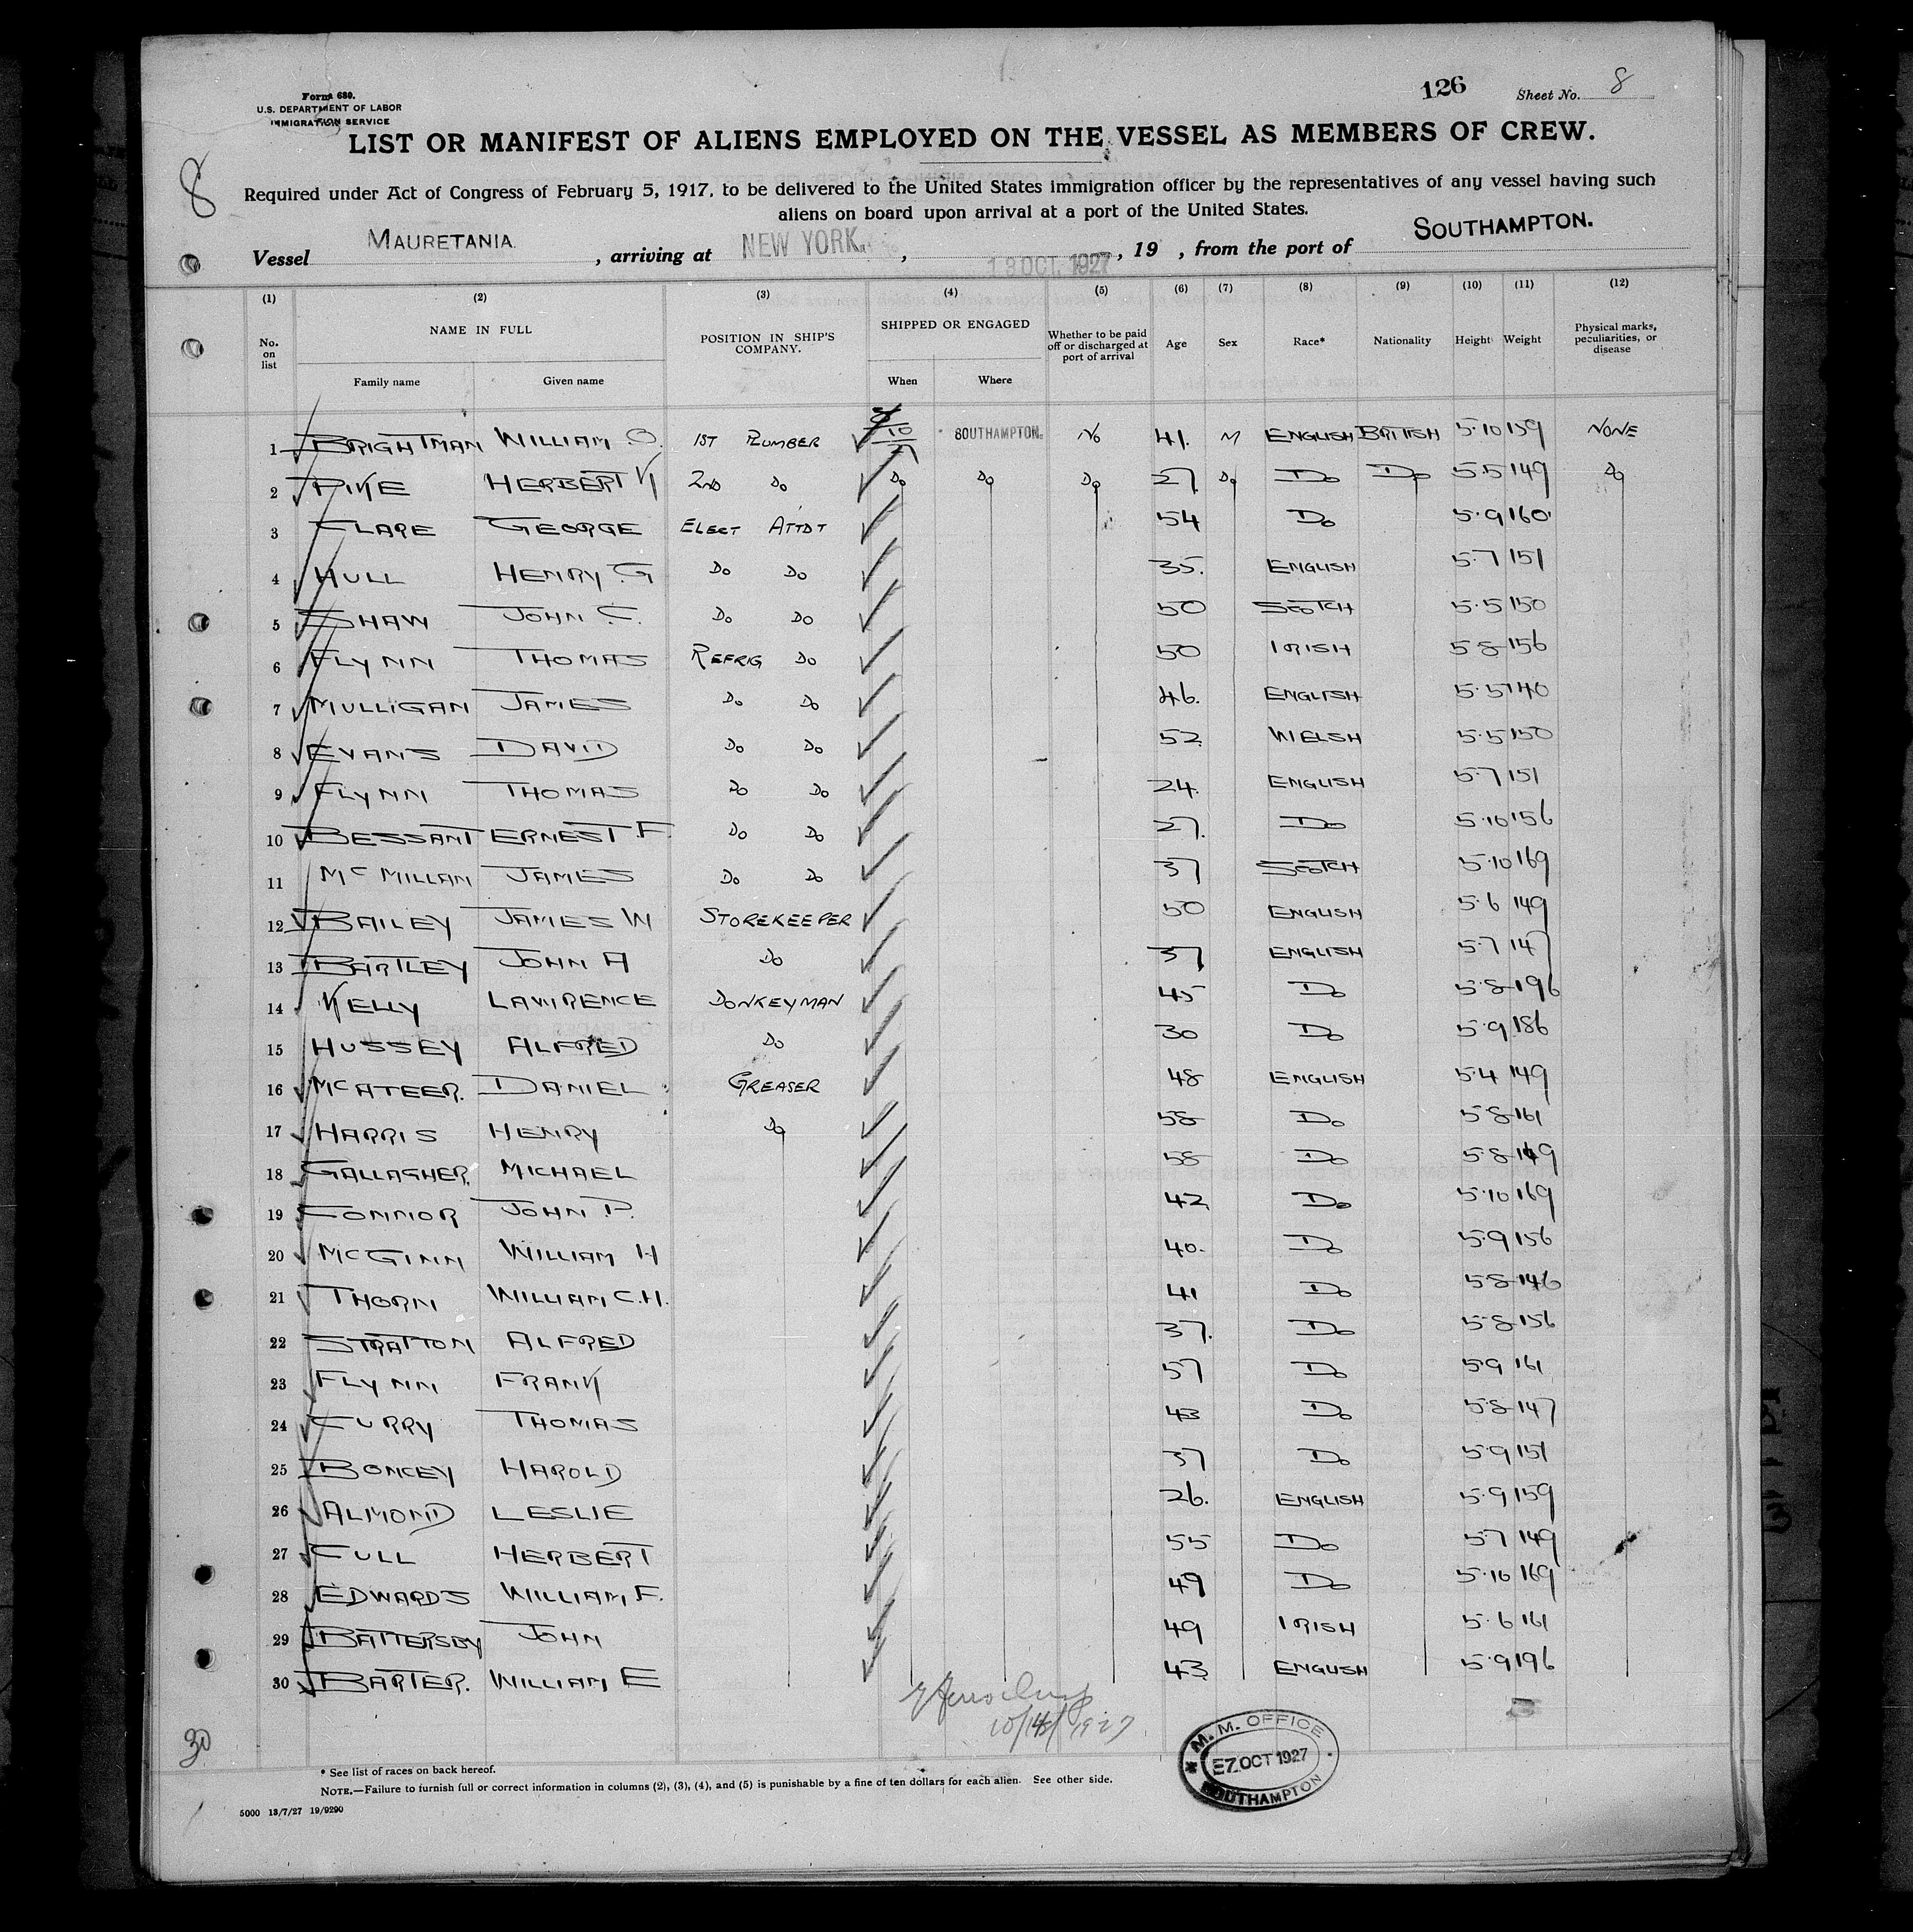 126 Sheet No. 8
Form 680.
U.S. DEPARTMENT OF LABOR
IMMIGRATION SERVICE
LIST OR MANIFEST OF ALIENS EMPLOYED ON THE VESSEL AS MEMBERS OF CREW.
8
Required under Act of Congress of February 5, 1917, to be delivered to the United States immigration officer by the representatives of any vessel having such
aliens on board upon arrival at a port of the United States.
Vessel MAURETANIA. , arriving at NEW YORK. , 13 OCT. 1927 , 19 , from the port of SOUTHAMPTON.
(1) (2) (3) (4) (5) (6) (7) (8) (9) (10) (11) (12)
No. on list NAME IN FULL POSITION IN SHIP'S COMPANY. SHIPPED OR ENGAGED Whether to be paid off or discharged at port of arrival Age Sex Race* Nationality Height Weight Physical marks, peculiarities, or disease
Family name Given name When Where
1 BRIGHTMAN WILLIAM O. 1ST PLUMBER 10 27 SOUTHAMPTON. NO 41. M ENGLISH BRITISH 5·10 159 NONE
2 PIKE HERBERT K 2ND DO DO DO DO 27 DO DO DO 5·5 149 DO
3 CLARE GEORGE ELECT ATTDT 54 DO 5·9 160
4 HULL HENRY G DO DO 35. ENGLISH 5·7 151
5 SHAW JOHN C. DO DO 50 SCOTCH 5·5 150
6 FLYNN THOMAS REFRIG DO 50 IRISH 5·8 156
7 MULLIGAN JAMES DO DO 46. ENGLISH 5·5 140
8 EVANS DAVID DO DO 52. WELSH 5·5 150
9 FLYNN THOMAS DO DO 24. ENGLISH 5·7 151
10 BESSANT ERNEST F. DO DO 27. DO 5·10 156
11 MCMILLAN JAMES DO DO 37 SCOTCH 5·10 169
12 BAILEY JAMES W STOREKEEPER 50 ENGLISH 5·6 149
13 BARTLEY JOHN A DO 37 ENGLISH 5·7 147
14 KELLY LAWRENCE DONKEYMAN 45 DO 5·8 196
15 HUSSEY ALFRED DO 30 DO 5·9 186
16 MCATEER. DANIEL GREASER 48 ENGLISH 5·4 149
17 HARRIS HENRY DO 58 DO 5·8 161
18 GALLAGHER. MICHAEL 58 DO 5·8 149
19 CONNOR JOHN P. 42 DO 5·10 169
20 MCGINN WILLIAM H 40. DO 5·9 156
21 THORN WILLIAM C.H. 41 DO 5·8 146
22 STRATTON ALFRED 37. DO 5·8 156
23 FLYNN FRANK 57 DO 5·9 161
24 CURRY THOMAS 43 DO 5·8 147
25 BONCEY HAROLD 37 DO 5·9 151
26 ALMOND LESLIE 26. ENGLISH 5·9 159
27 CULL HERBERT 55 DO 5·7 149
28 EDWARDS WILLIAM F. 49 DO 5·10 169
29 BATTERSBY JOHN 49 IRISH 5·6 161
30 BARTER. WILLIAM E 43 ENGLISH 5·9 196
30
M. M. OFFICE
E7. OCT 1927
SOUTHAMPTON
* See list of races on back hereof.
NOTE.—Failure to furnish full or correct information in columns (2), (3), (4), and (5) is punishable by a fine of ten dollars for each alien. See other side.
5000 13/7/27 19/9290